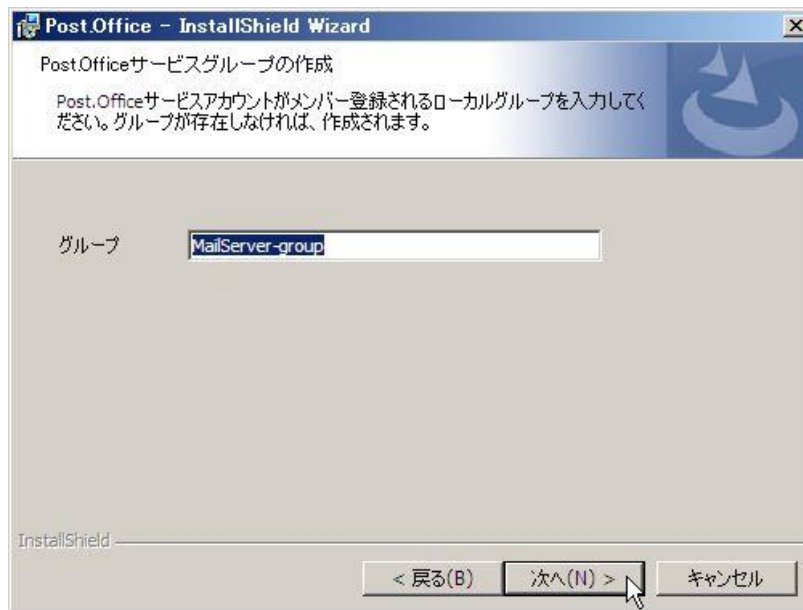 Post.Office - InstallShield Wizard
Post.Officeサービスグループの作成
Post.Officeサービスアカウントがメンバー登録されるローカルグループを入力してく
ださい。グループが存在しなければ、作成されます。
グループ
MailServer-group
InstallShield
< 戻る(B)
次へ(N) >
キャンセル